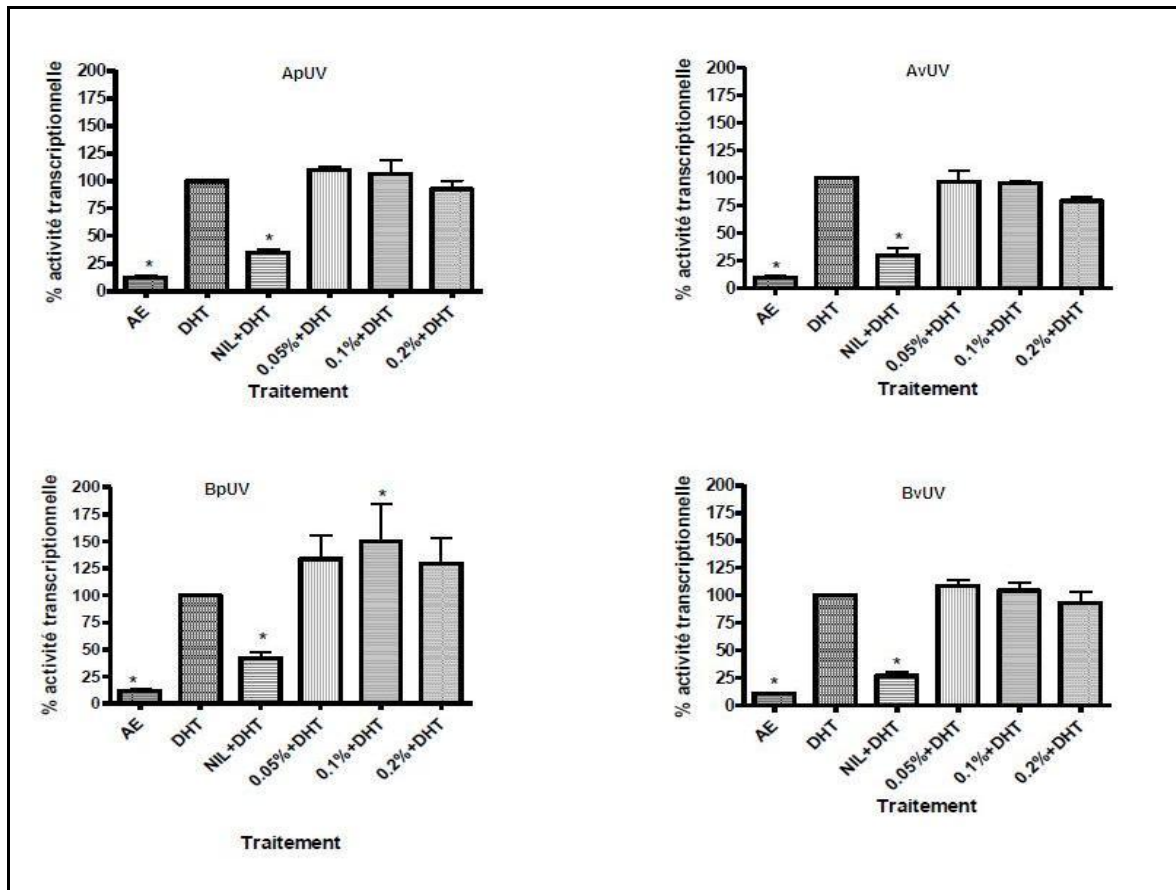 ApUV
% activité transcriptionnelle
200
175
150
125
100
75
50
25
0
*
*
AE
DHT
NIL+DHT
0.05%+DHT
0.1%+DHT
0.2%+DHT
Traitement
AvUV
% activité transcriptionnelle
200
175
150
125
100
75
50
25
0
*
*
AE
DHT
NIL+DHT
0.05%+DHT
0.1%+DHT
0.2%+DHT
Traitement
BpUV
% activité transcriptionnelle
200
175
150
125
100
75
50
25
0
*
*
*
AE
DHT
NIL+DHT
0.05%+DHT
0.1%+DHT
0.2%+DHT
Traitement
BvUV
% activité transcriptionnelle
200
175
150
125
100
75
50
25
0
*
*
AE
DHT
NIL+DHT
0.05%+DHT
0.1%+DHT
0.2%+DHT
Traitement